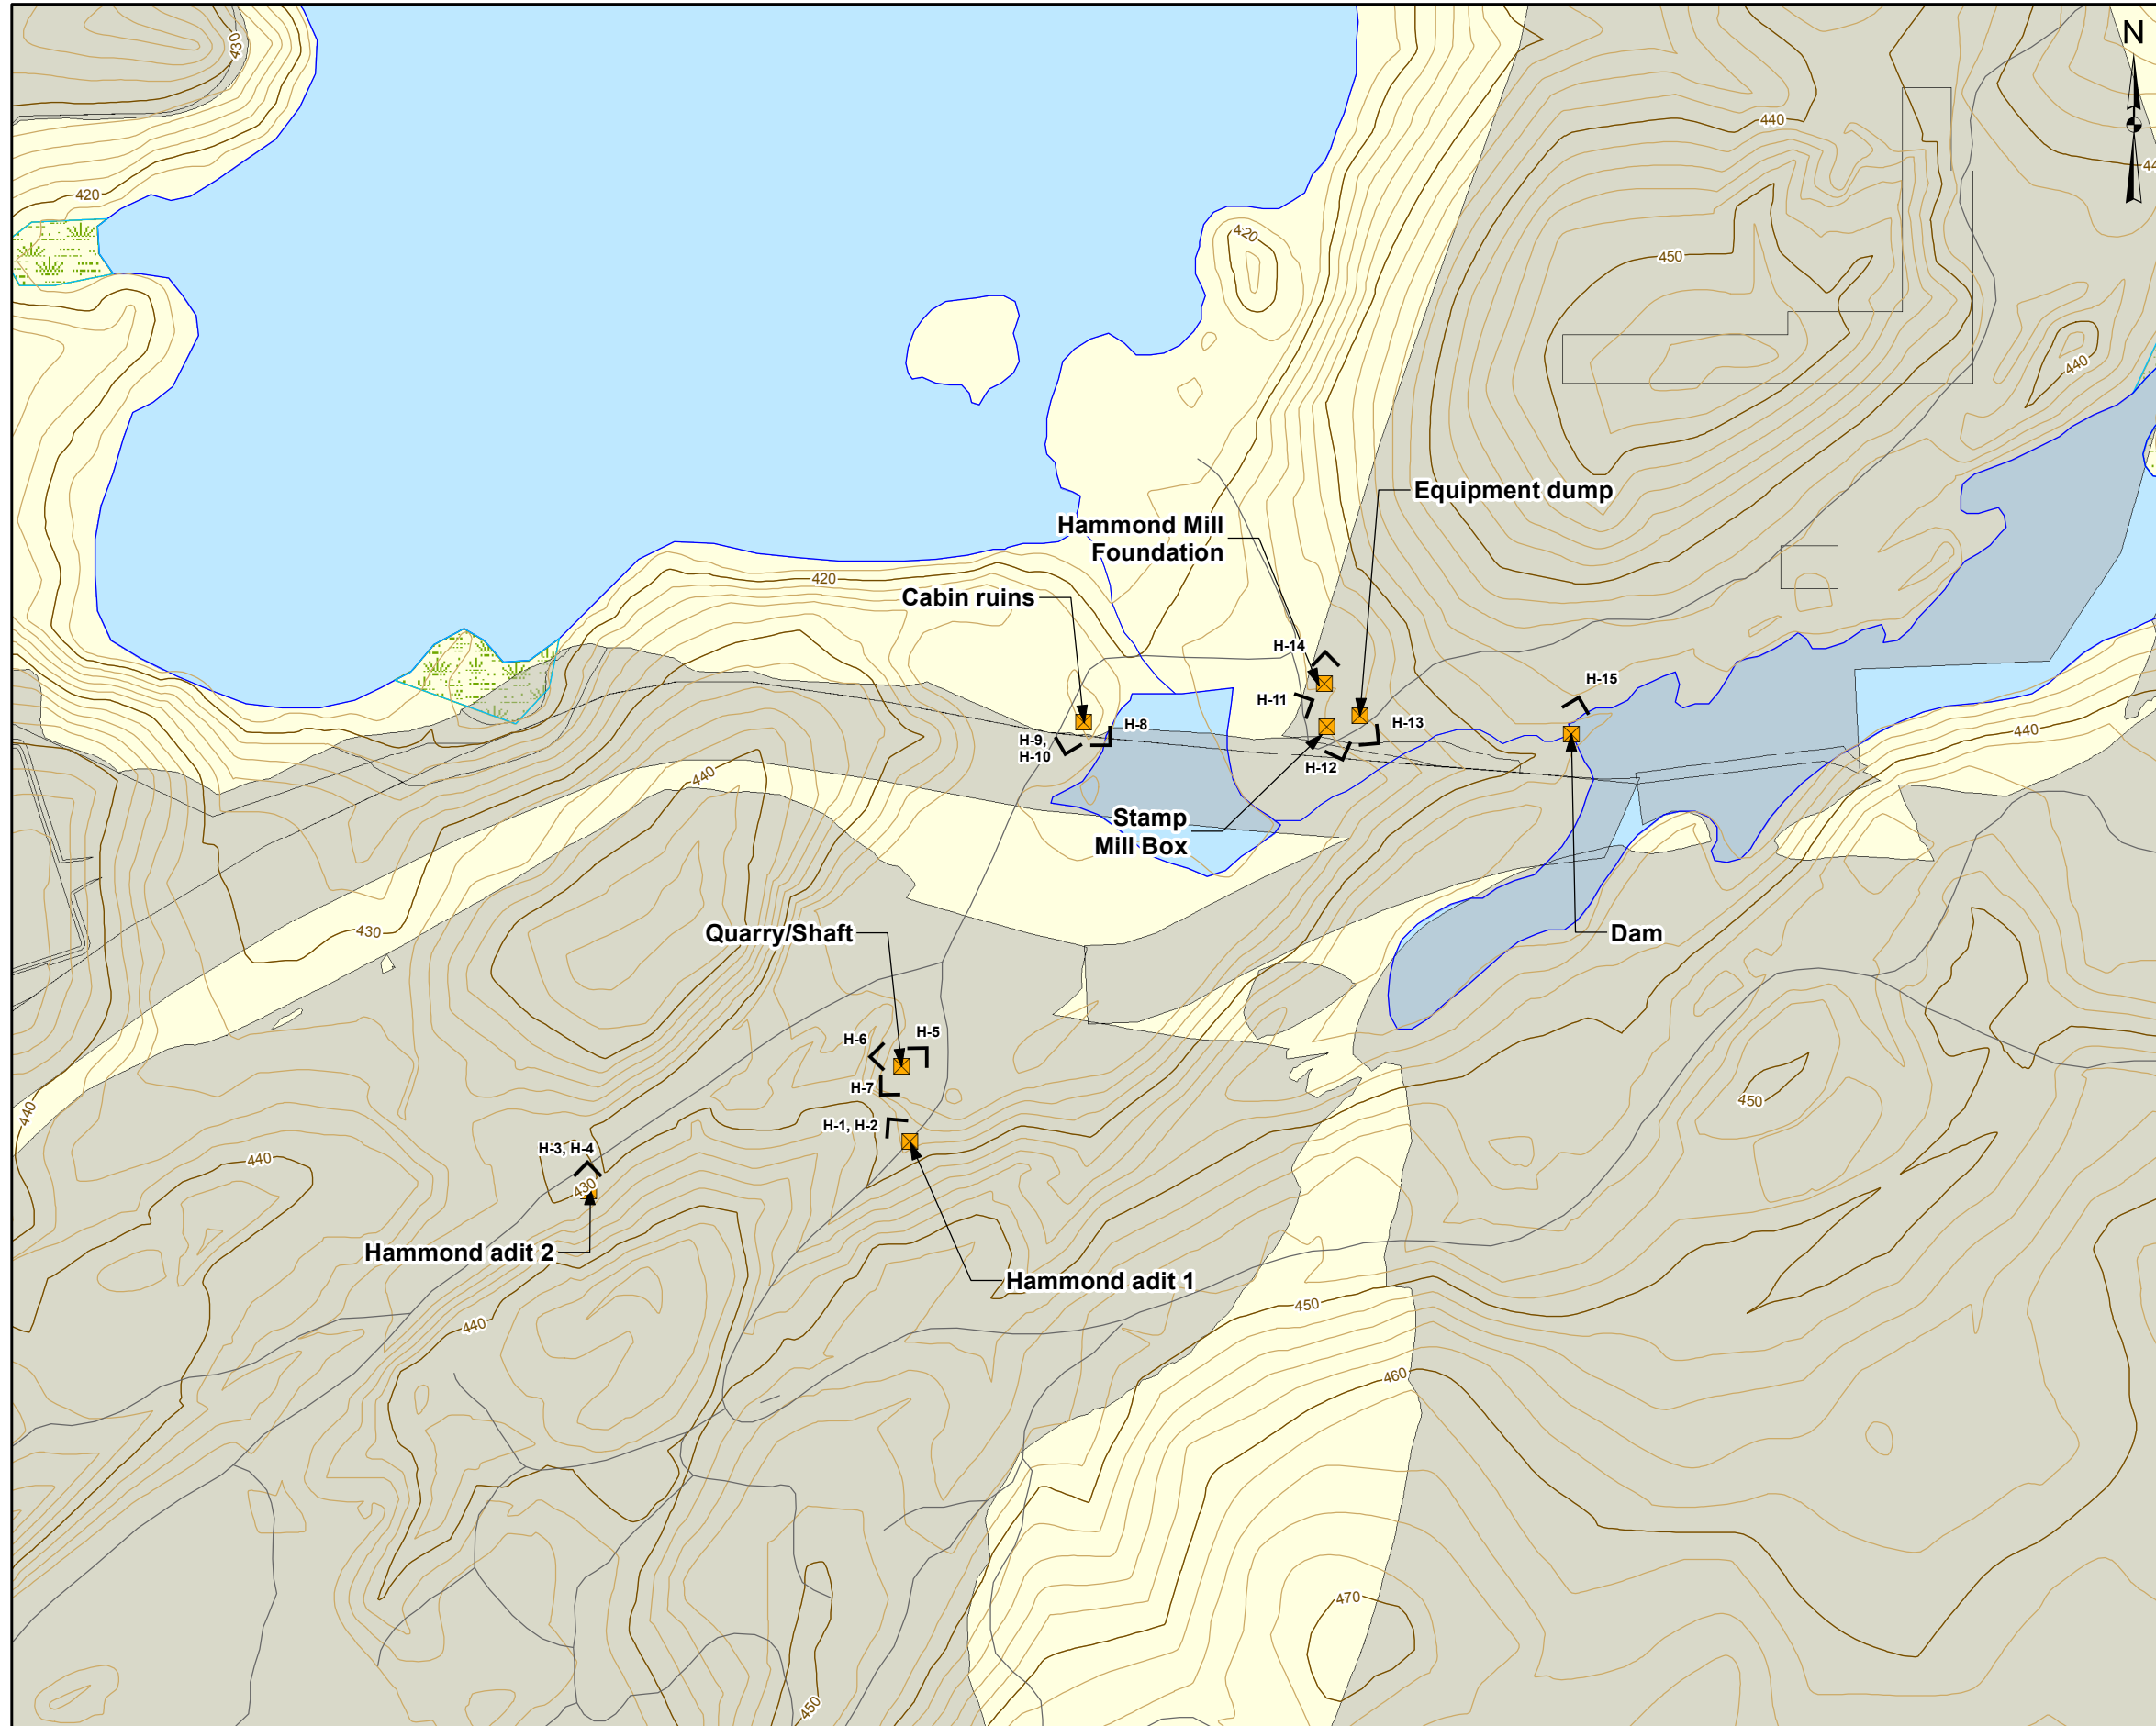 430
N
440
44
420
420
450
440
Equipment dump
Hammond Mill
Foundation
420
Cabin ruins
H-14
H-15
H-11
H-8
H-13
H-9,
H-10
440
H-12
440
Stamp
Mill Box
430
Quarry/Shaft
Dam
H-5
H-6
H-7
450
440
H-1, H-2
H-3, H-4
440
430
Hammond adit 2
Hammond adit 1
450
440
460
470
450